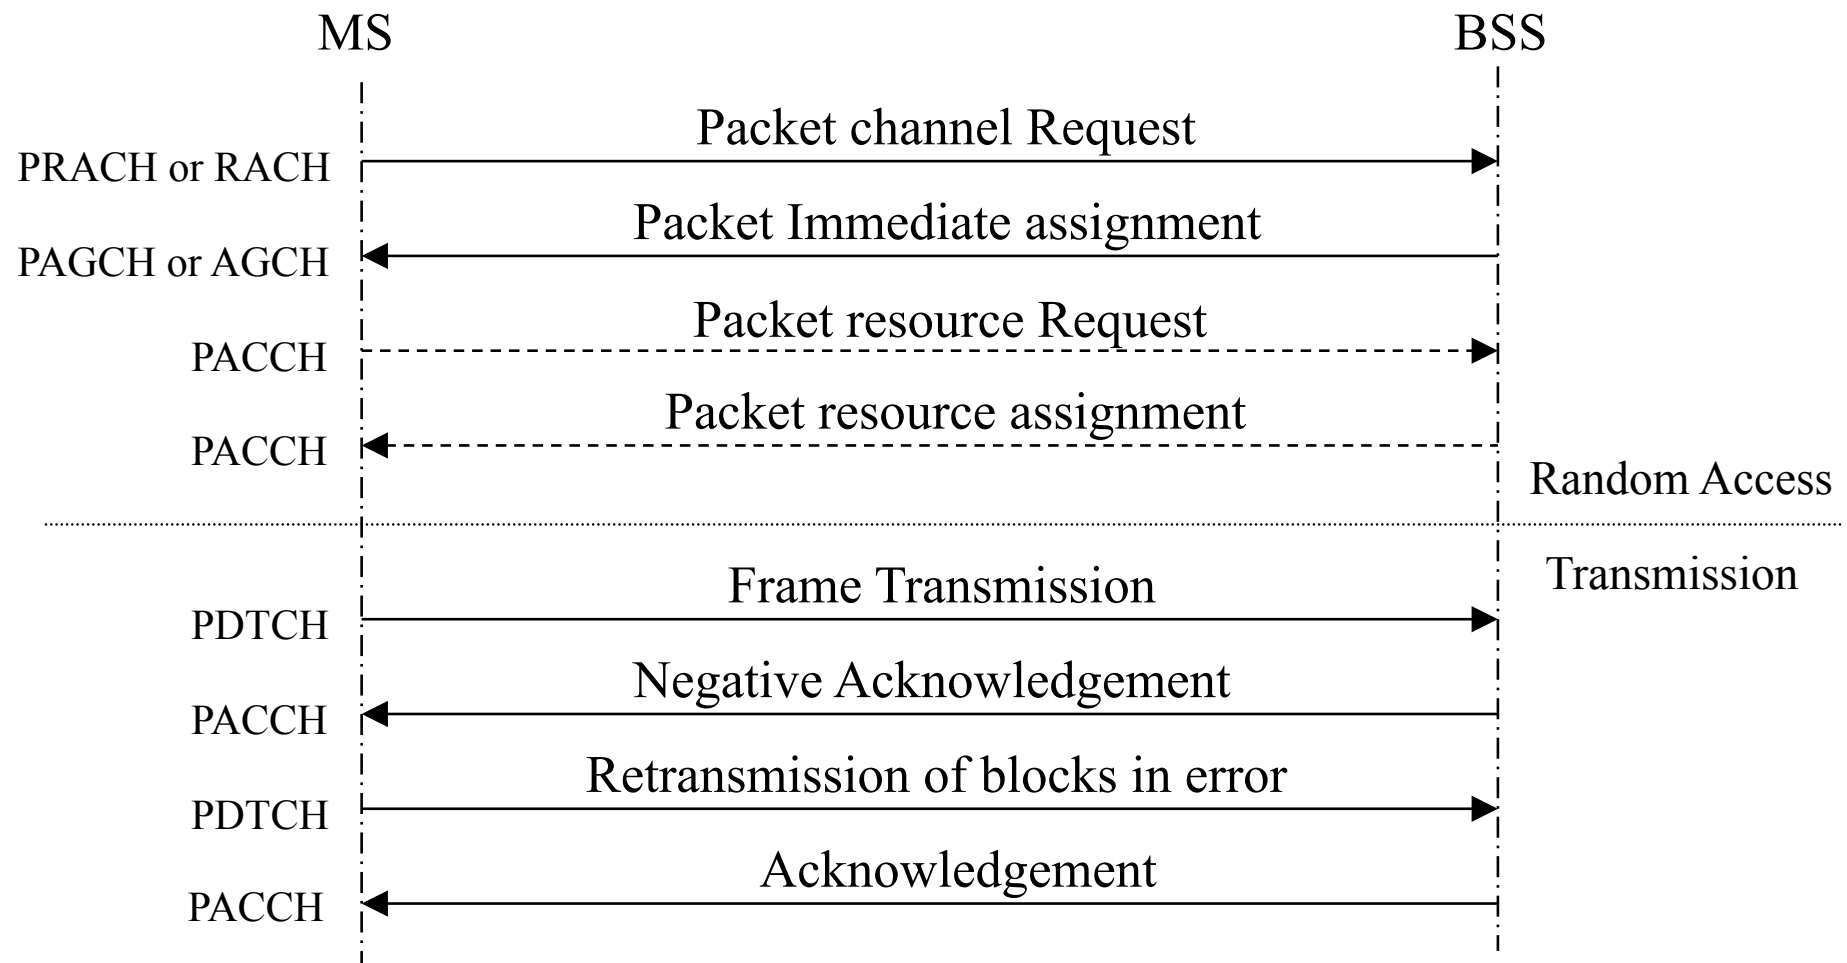 MS
BSS
Packet channel Request
PRACH or RACH
Packet Immediate assignment
PAGCH or AGCH
Packet resource Request
PACCH
Packet resource assignment
PACCH
Random Access
Transmission
Frame Transmission
PDTCH
Negative Acknowledgement
PACCH
Retransmission of blocks in error
PDTCH
Acknowledgement
PACCH